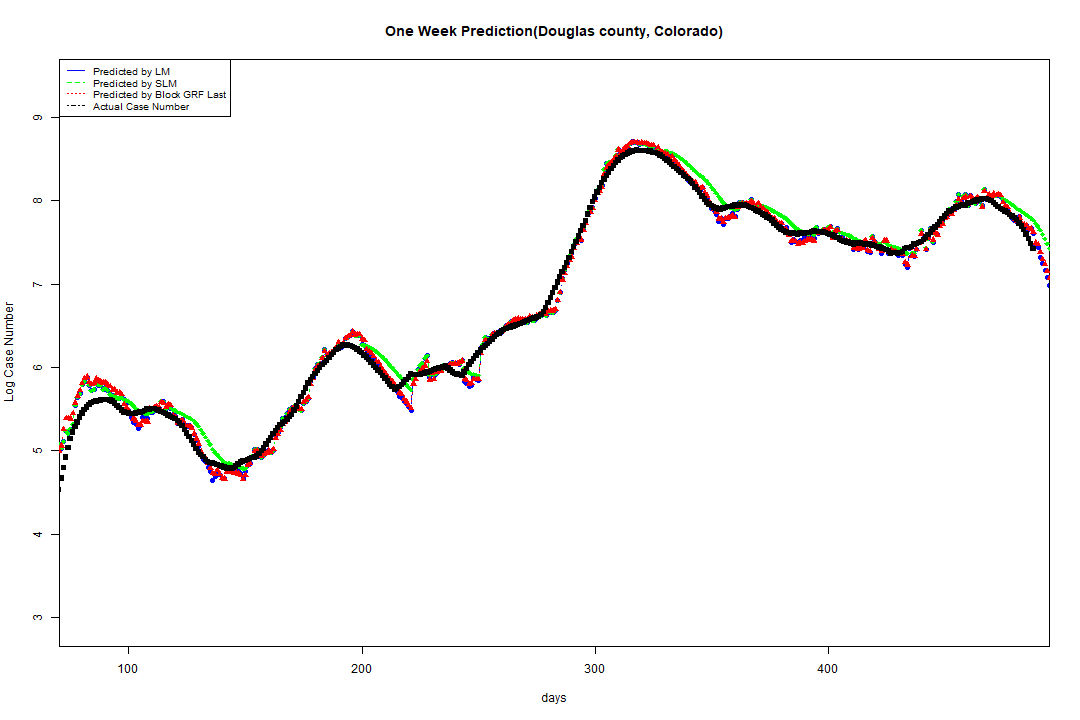 One Week Prediction(Douglas county, Colorado)
Predicted by LM
Predicted by SLM
Predicted by Block GRF Last
Actual Case Number
Log Case Number
9
8
7
6
5
4
3
100 200 300 400
days